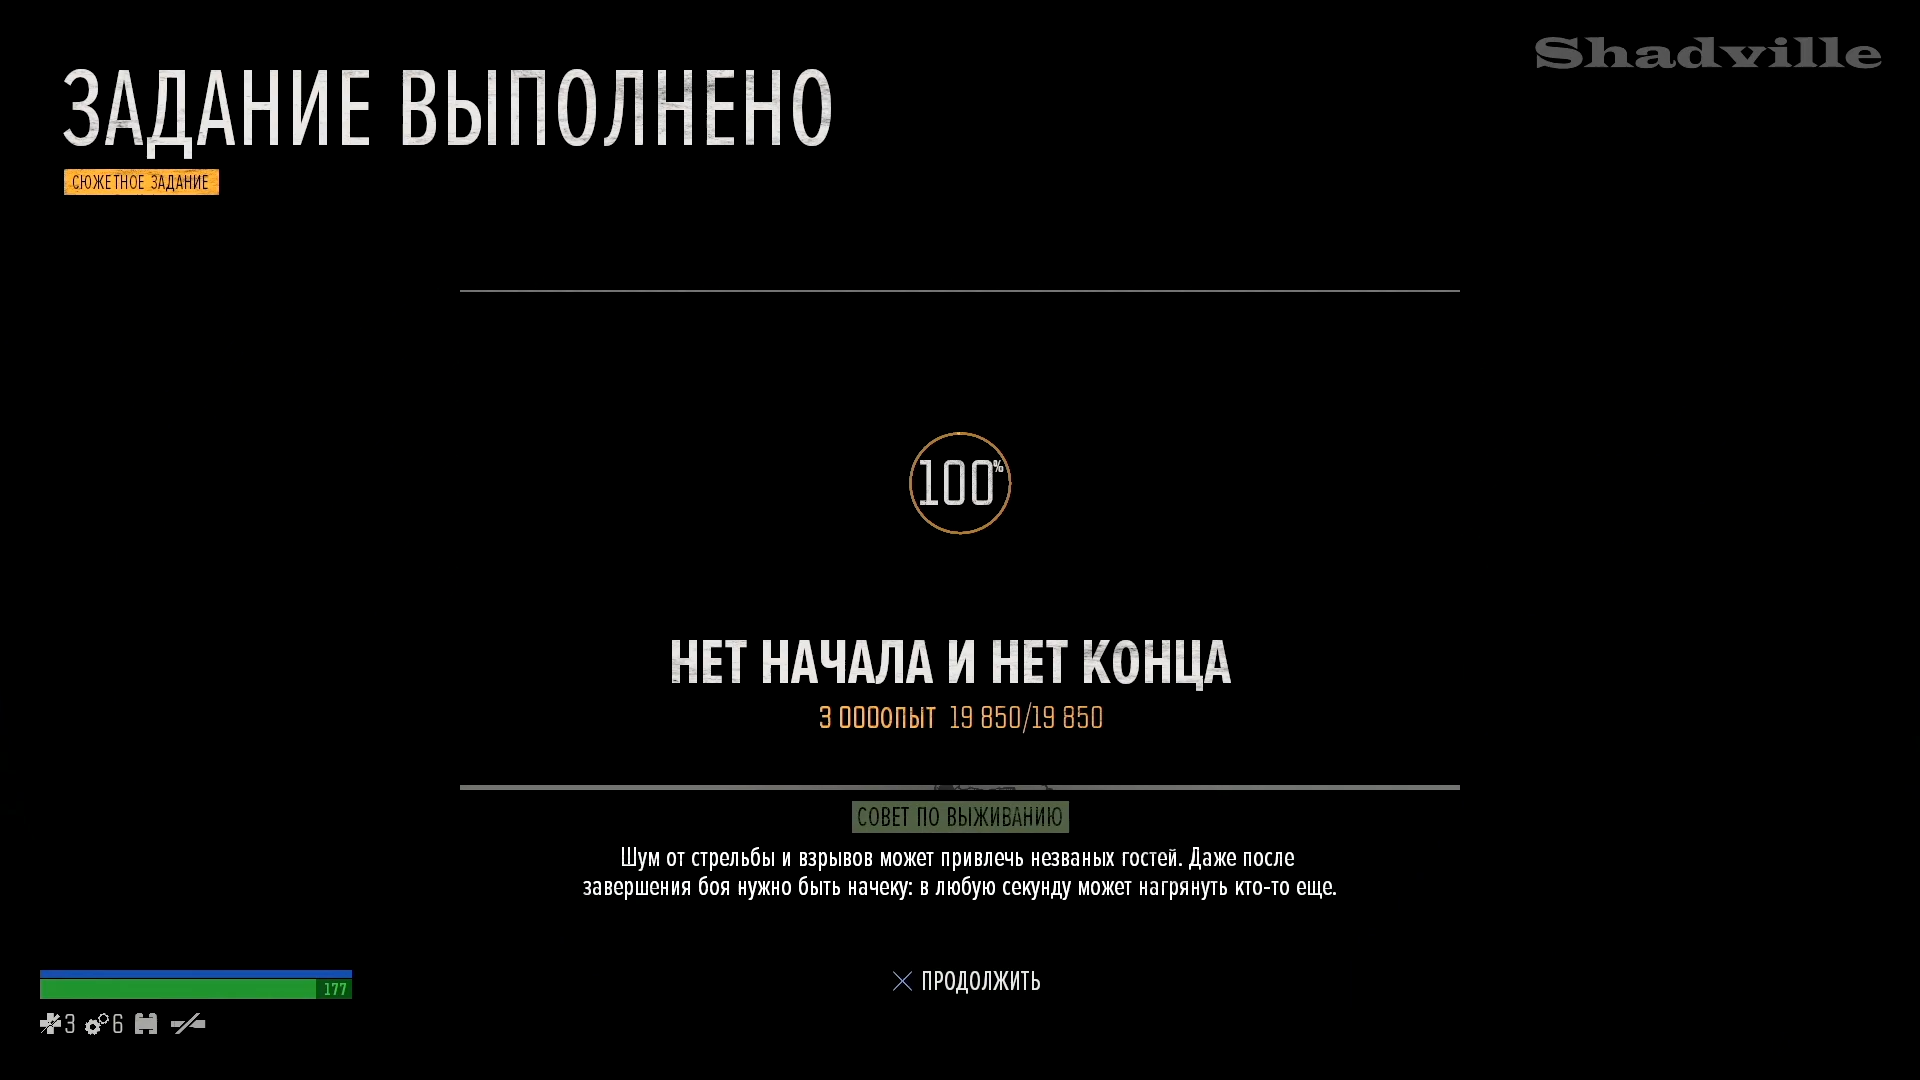 Shadville
ЗАДАНИЕ ВЫПОЛНЕНО
СЮЖЕТНОЕ ЗАДАНИЕ
100%
НЕТ НАЧАЛА И НЕТ КОНЦА
3 000ОПЫТ 19 850/19 850
СОВЕТ ПО ВЫЖИВАНИЮ
Шум от стрельбы и взрывов может привлечь незваных гостей. Даже после
завершения боя нужно быть начеку: в любую секунду может нагрянуть кто-то еще.
ПРОДОЛЖИТЬ
177
3 6